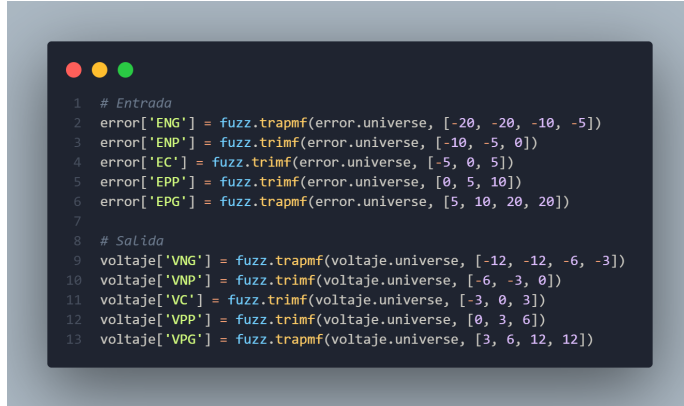 1 # Entrada
2 error['ENG'] = fuzz.trapmf(error.universe, [-20, -20, -10, -5])
3 error['ENP'] = fuzz.trimf(error.universe, [-10, -5, 0])
4 error['EC'] = fuzz.trimf(error.universe, [-5, 0, 5])
5 error['EPP'] = fuzz.trimf(error.universe, [0, 5, 10])
6 error['EPG'] = fuzz.trapmf(error.universe, [5, 10, 20, 20])
7
8 # Salida
9 voltaje['VNG'] = fuzz.trapmf(voltaje.universe, [-12, -12, -6, -3])
10 voltaje['VNP'] = fuzz.trimf(voltaje.universe, [-6, -3, 0])
11 voltaje['VC'] = fuzz.trimf(voltaje.universe, [-3, 0, 3])
12 voltaje['VPP'] = fuzz.trimf(voltaje.universe, [0, 3, 6])
13 voltaje['VPG'] = fuzz.trapmf(voltaje.universe, [3, 6, 12, 12])